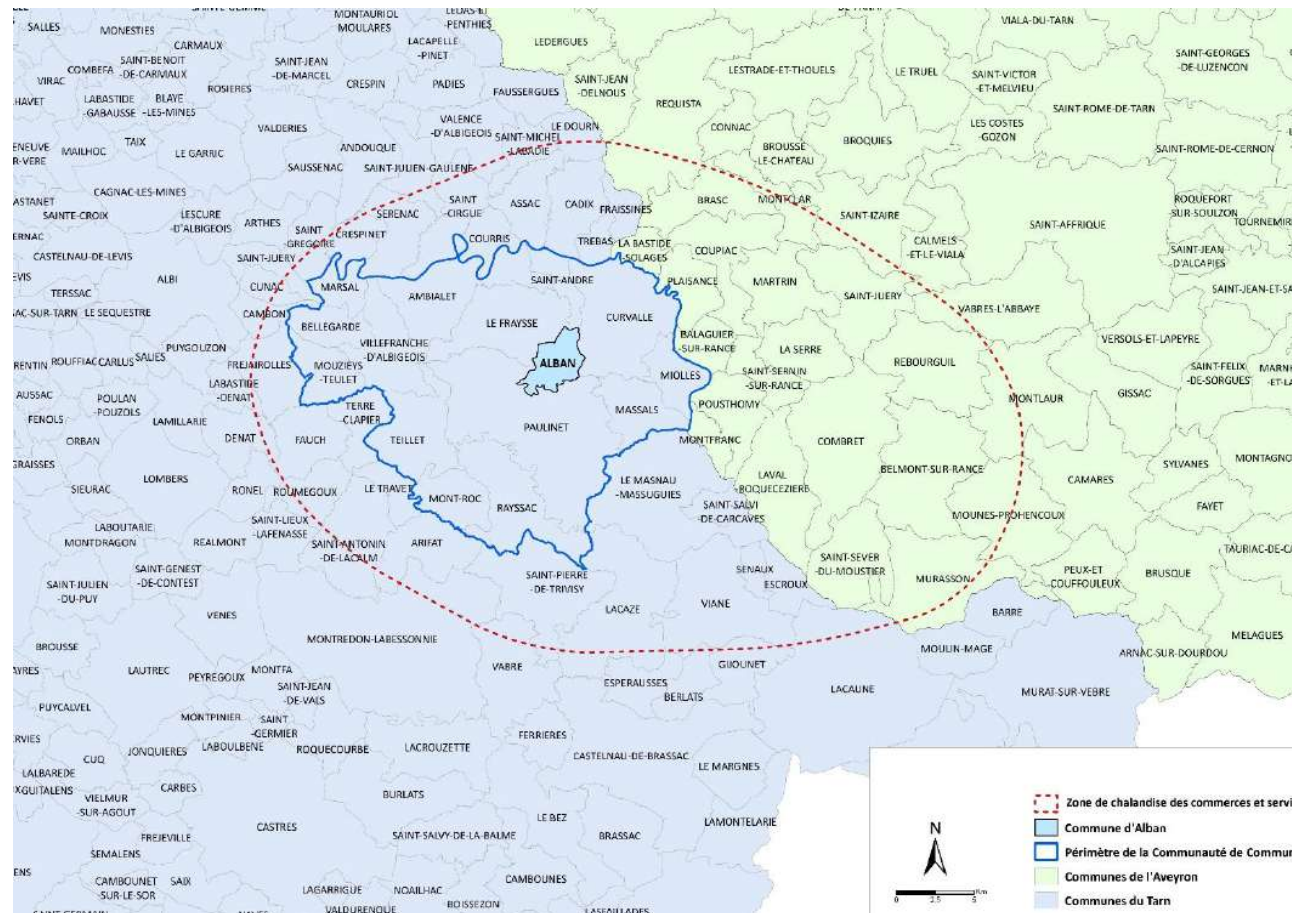 SALLES
MONESTIES
MONTAURIOL
MOULARES
-PENTHIES
LEDERGUES
VIALA-DU-TARN
CARMAUX
LACAPELLE
-PINET
SAINT-BENOIT
-DE-CARMAUX
COMBEFA
VIRAC
SAINT-JEAN
-DE-MARCEL
CRESPIN
PADIES
FAUSSERGUES
SAINT-JEAN
DELNOUS
LESTRADE-ET-THOUELS
LE TRUEL
SAINT-VICTOR
-ET-MELVIEU
SAINT-GEORGES
-DE-LUZENCON
ROSIERES
LABASTIDE
-GABAUSSE
BLAYE
-LES-MINES
REQUISTA
SAINT-ROME-DE-TARN
VALDERIES
VALENCE
-D'ALBIGEOIS
LE DOURN
SAINT-MICHEL
-LABADIE
CONNAC
BROUSSE
LE-CHATEAU
BROQUIES
LES COSTES
-GOZON
TAIX
MAILHOC
LE GARRIC
ANDOUQUE
SAINT-ROME-DE-CERNON
SAUSSENAC
SAINT-JULIEN-GAULENE
CAGNAC-LES-MINES
SAINTE-CROIX
LESCURE
-D'ALBIGEOIS
ARTHES
SAINT
-GREGOIRE
CRESPINET
SERENAC
SAINT
-CIRGUE
ASSAC
CADIX
FRAISSINES
BRASC
MONTCLAR
SAINT-IZAIRE
SAINT-AFFRIQUE
ROQUEFORT
-SUR-SOULZON
TOURNEMIRE
CASTELNAU-DE-LEVIS
SAINT-JUERY
COURRIS
TREBAS
LA BASTIDE
-SOLAGES
COUPIAC
CALMELS
-ET-LE-VIALA
SAINT-JEAN
D'ALCAPIES
TERSSAC
ALBI
CUNAC
MARSAL
AMBIALET
SAINT-ANDRE
PLAISANCE
MARTRIN
SAINT-JUERY
SAINT-JEAN-ET-SA
LE SEQUESTRE
CAMBON
CURVALLE
VABRES-L'ABBAYE
BELLEGARDE
LE FRAYSSE
VILLEFRANCHE
-D'ALBIGEOIS
BALAGUIER
-SUR-RANCE
VERSOLS-ET-LAPEYRE
ROUFFIAC
CARLUS
SALIES
PUYGOUZON
FREJAIROLLES
MOUZIEYS
-TEULET
ALBAN
MIOLLES
LA SERRE
SAINT-SERNIN
-SUR-RANCE
REBOURGUIL
SAINT-FELIX
-DE-SORGUES
AUSSAC
POULAN
-POUZOLS
LABASTIDE
-DENAT
TERRE
-CLAPIER
MASSALS
POUSTHOMY
MONTLAUR
GISSAC
FENOLS
LAMILLARIE
ORBAN
DENAT
FAUCH
TEILLET
PAULINET
MONTFRANC
COMBRET
LOMBERS
SIEURAC
RONEL
ROUMEGOUX
LE TRAVET
MONT-ROC
RAYSSAC
LE MASNAU
-MASSUGUIES
LAVAL
-ROQUECEZIERE
BELMONT-SUR-RANCE
CAMARES
SYLVANES
MONTAGNO
SAINT-SALVI
-DE-CARCAVES
MOUNES-PROHENCOUX
FAYET
LABOUTARIE
MONTDRAGON
REALMONT
SAINT-LIEUX
-LAFENASSE
SAINT-ANTONIN
-DE-LACALM
ARIFAT
SAINT-GENEST
-DE-CONTEST
SAINT-JULIEN
-DU-PUY
SAINT-PIERRE
-DE-TRIVISY
SENAUX
ESCROUX
SAINT-SEVER
-DU-MOUSTIER
MURASSON
PEUX-ET
-COUFFOULEUX
BRUSQUE
TAURIAC-DE-CA
VENES
LACAZE
VIANE
BARRE
MONTREDON-LABESSONNIE
BROUSSE
LAUTREC
PEYREGOUX
MONTFA
SAINT-JEAN
-DE-VALS
VABRE
ESPERAUSSES
BERLATS
GIJOUNET
MOULIN-MAGE
ARNAC-SUR-DOURDOU
MELAGUES
LACAUNE
MURAT-SUR-VEBRE
PUYCALVEL
MONTPINIER
SAINT
-GERMIER
JONQUIERES
LABOULBENE
ROQUECOURBE
LACROUZETTE
FERRIERES
CASTELNAU-DE-BRASSAC
LE MARGNES
CUQ
LALBAREDE
GUITALENS
VIELMUR
-SUR-AGOUT
CARBES
BURLATS
CASTRES
SAINT-SALVY-DE-LA-BALME
LE BEZ
BRASSAC
LAMONTELARIE
FREJEVILLE
SEMALENS
CAMBOUNET
-SUR-LE-SOR
SAIX
LAGARRIGUE
NOAILHAC
CAMBOUNES
VALDURENQUE
BOISSEZON
LASFAILLADES
N
0 2.5 5 Km
Zone de chalandise des commerces et servi
Commune d'Alban
Périmètre de la Communauté de Commun
Communes de l'Aveyron
Communes du Tarn